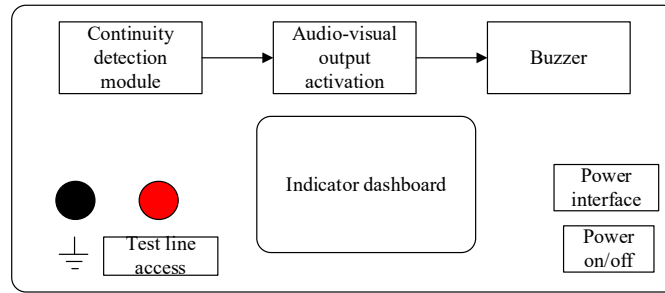 Continuity
detection
module
Audio-visual
output
activation
Buzzer
Indicator dashboard
Power
interface
Test line
access
Power
on/off